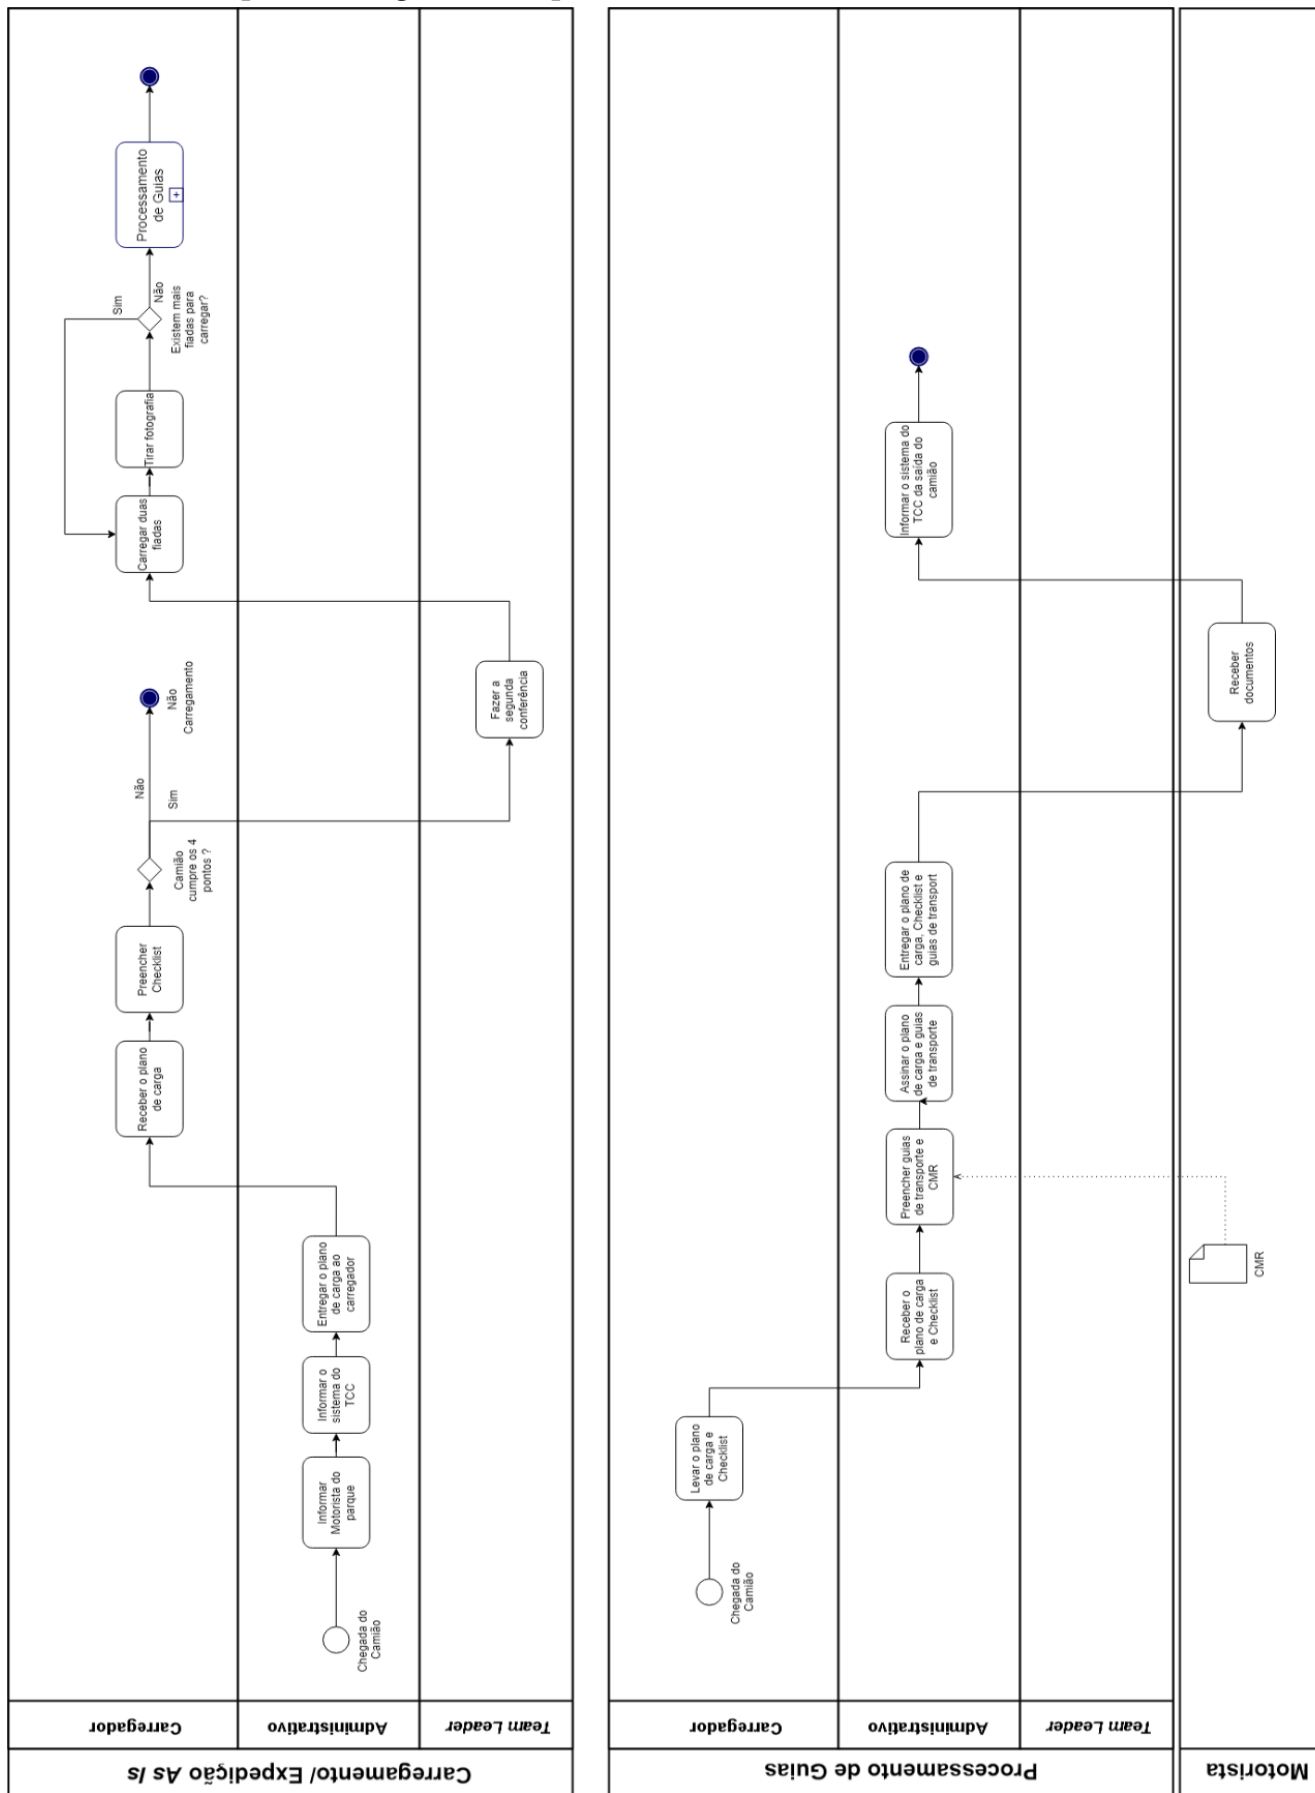 Carregamento/ Expedição As Is
Carregador
Administrativo
Team Leader
Chegada do
Camião
Informar
Motorista do
parque
Informar o
sistema do
TCC
Entregar o plano
de carga ao
carregador
Receber o plano
de carga
Preencher
Checklist
Camião
cumpre os 4
pontos ?
Não
Sim
Não
Carregamento
Fazer a
segunda
conferência
Carregar duas
fiadas
Tirar fotografia
Existem mais
fiadas para
carregar?
Sim
Não
Processamento
de Guias
+
Processamento de Guias
Carregador
Administrativo
Team Leader
Motorista
Chegada do
Camião
Levar o plano
de carga e
Checklist
Receber o
plano de carga
e Checklist
Preencher guias
de transporte e
CMR
CMR
Assinar o plano
de carga e guias
de transporte
Entregar o plano de
carga, Checklist e
guias de transport
Receber
documentos
Informar o sistema do
TCC da saída do
camião